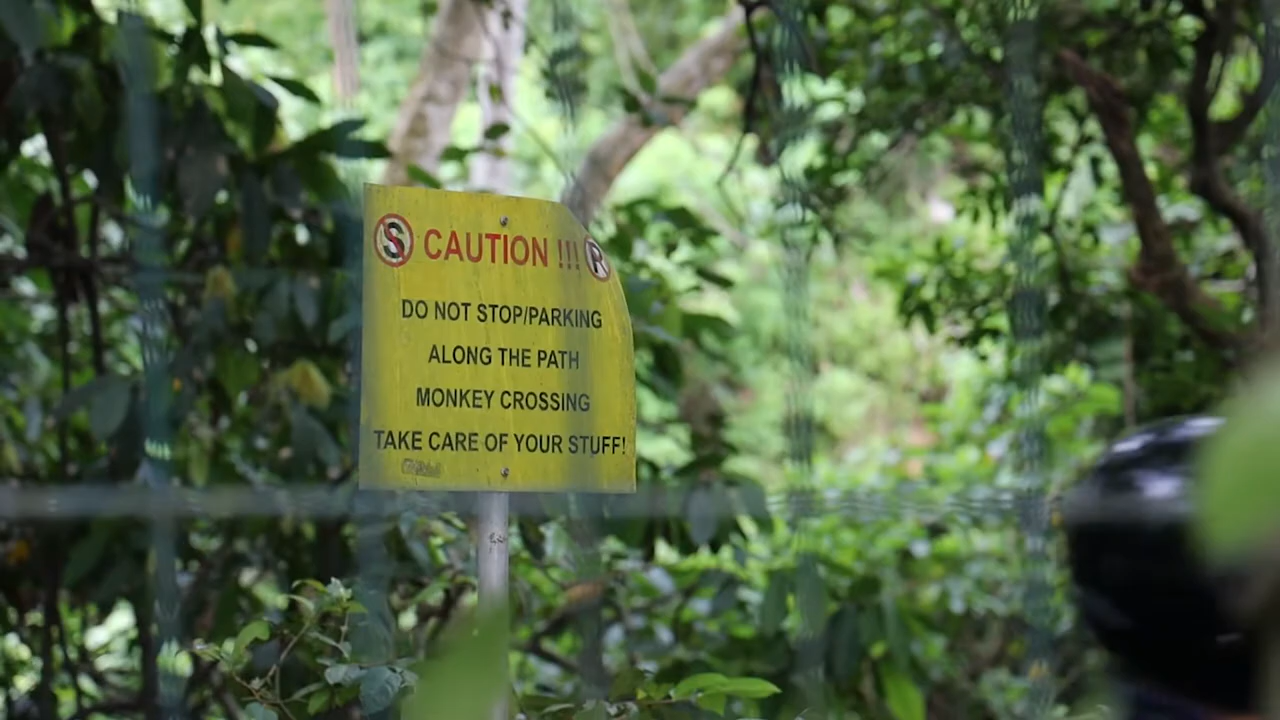 S CAUTION !!! P
DO NOT STOP/PARKING
ALONG THE PATH
MONKEY CROSSING
TAKE CARE OF YOUR STUFF!